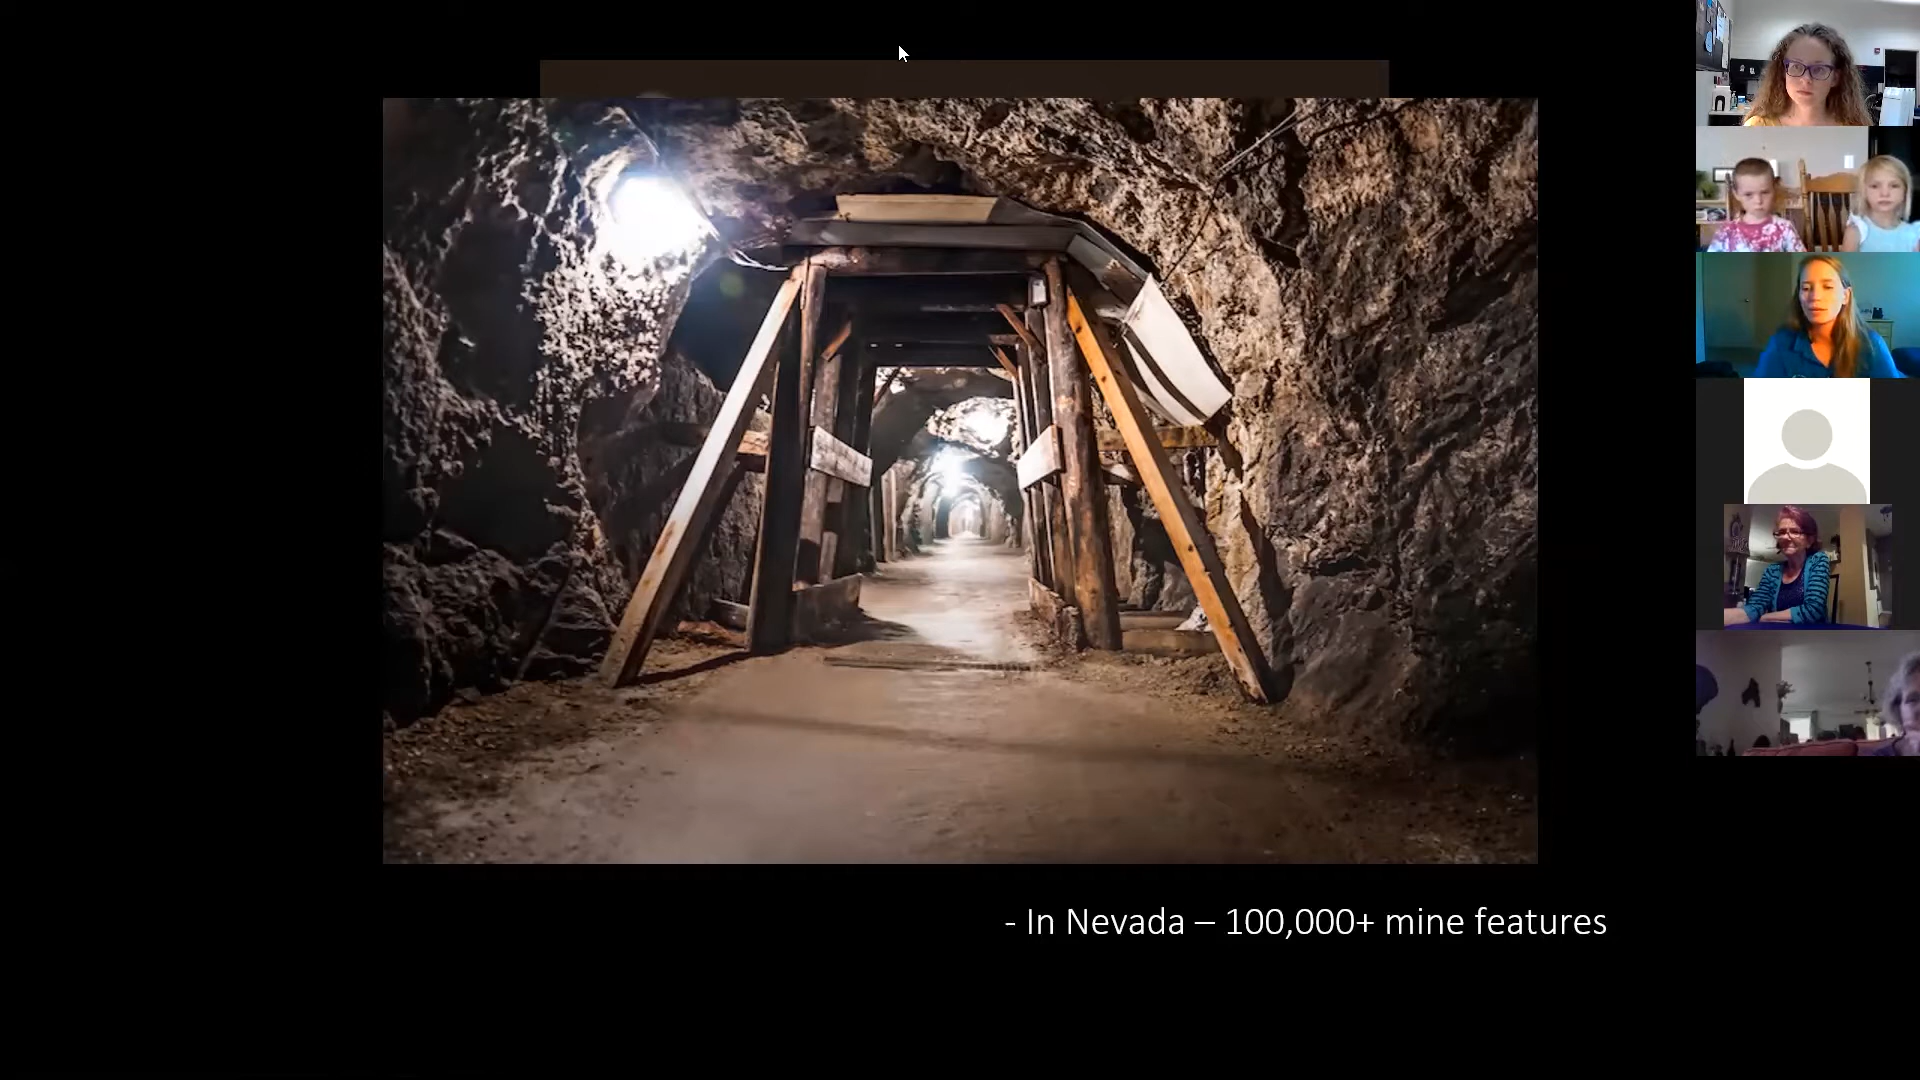 - In Nevada – 100,000+ mine features